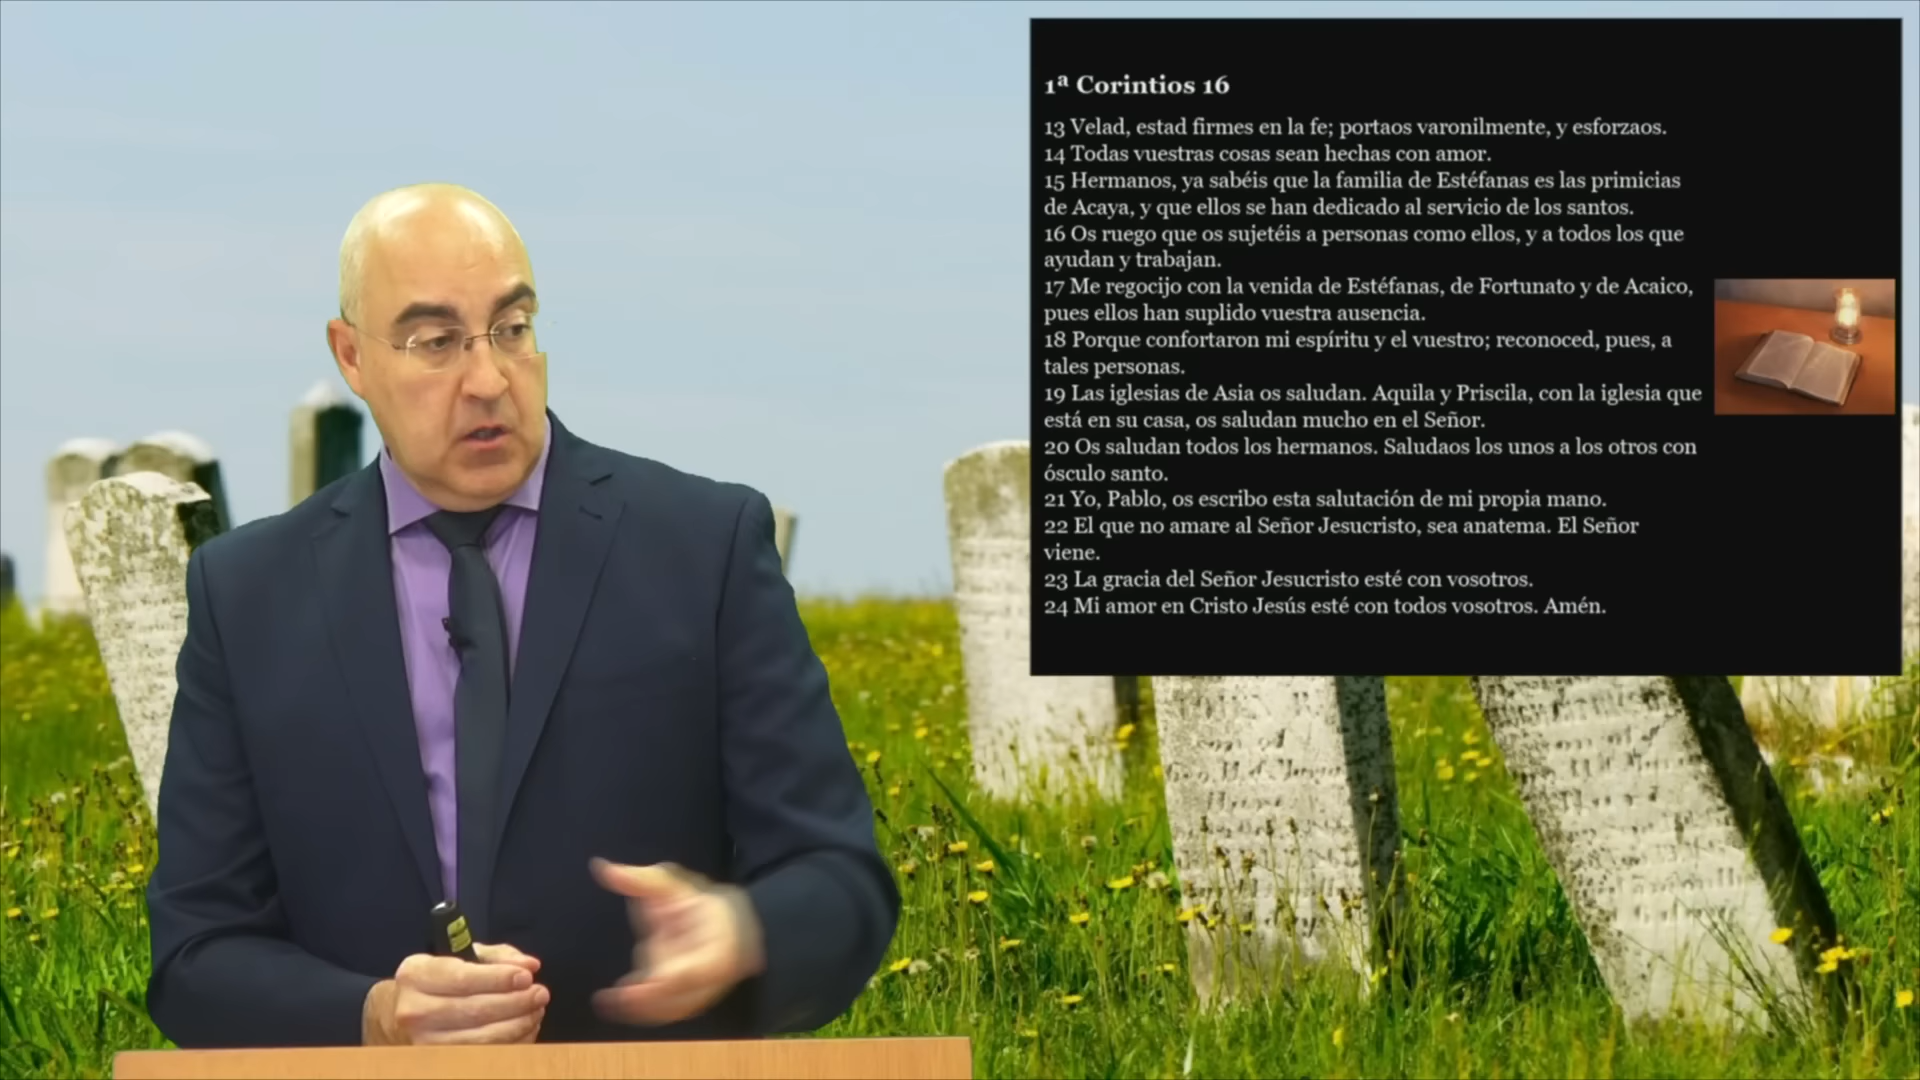 1ª Corintios 16
13 Velad, estad firmes en la fe; portaos varonilmente, y esforzaos.
14 Todas vuestras cosas sean hechas con amor.
15 Hermanos, ya sabéis que la familia de Estéfanas es las primicias
de Acaya, y que ellos se han dedicado al servicio de los santos.
16 Os ruego que os sujetéis a personas como ellos, y a todos los que
ayudan y trabajan.
17 Me regocijo con la venida de Estéfanas, de Fortunato y de Acaico,
pues ellos han suplido vuestra ausencia.
18 Porque confortaron mi espíritu y el vuestro; reconoced, pues, a
tales personas.
19 Las iglesias de Asia os saludan. Aquila y Priscila, con la iglesia que
está en su casa, os saludan mucho en el Señor.
20 Os saludan todos los hermanos. Saludaos los unos a los otros con
ósculo santo.
21 Yo, Pablo, os escribo esta salutación de mi propia mano.
22 El que no amare al Señor Jesucristo, sea anatema. El Señor
viene.
23 La gracia del Señor Jesucristo esté con vosotros.
24 Mi amor en Cristo Jesús esté con todos vosotros. Amén.